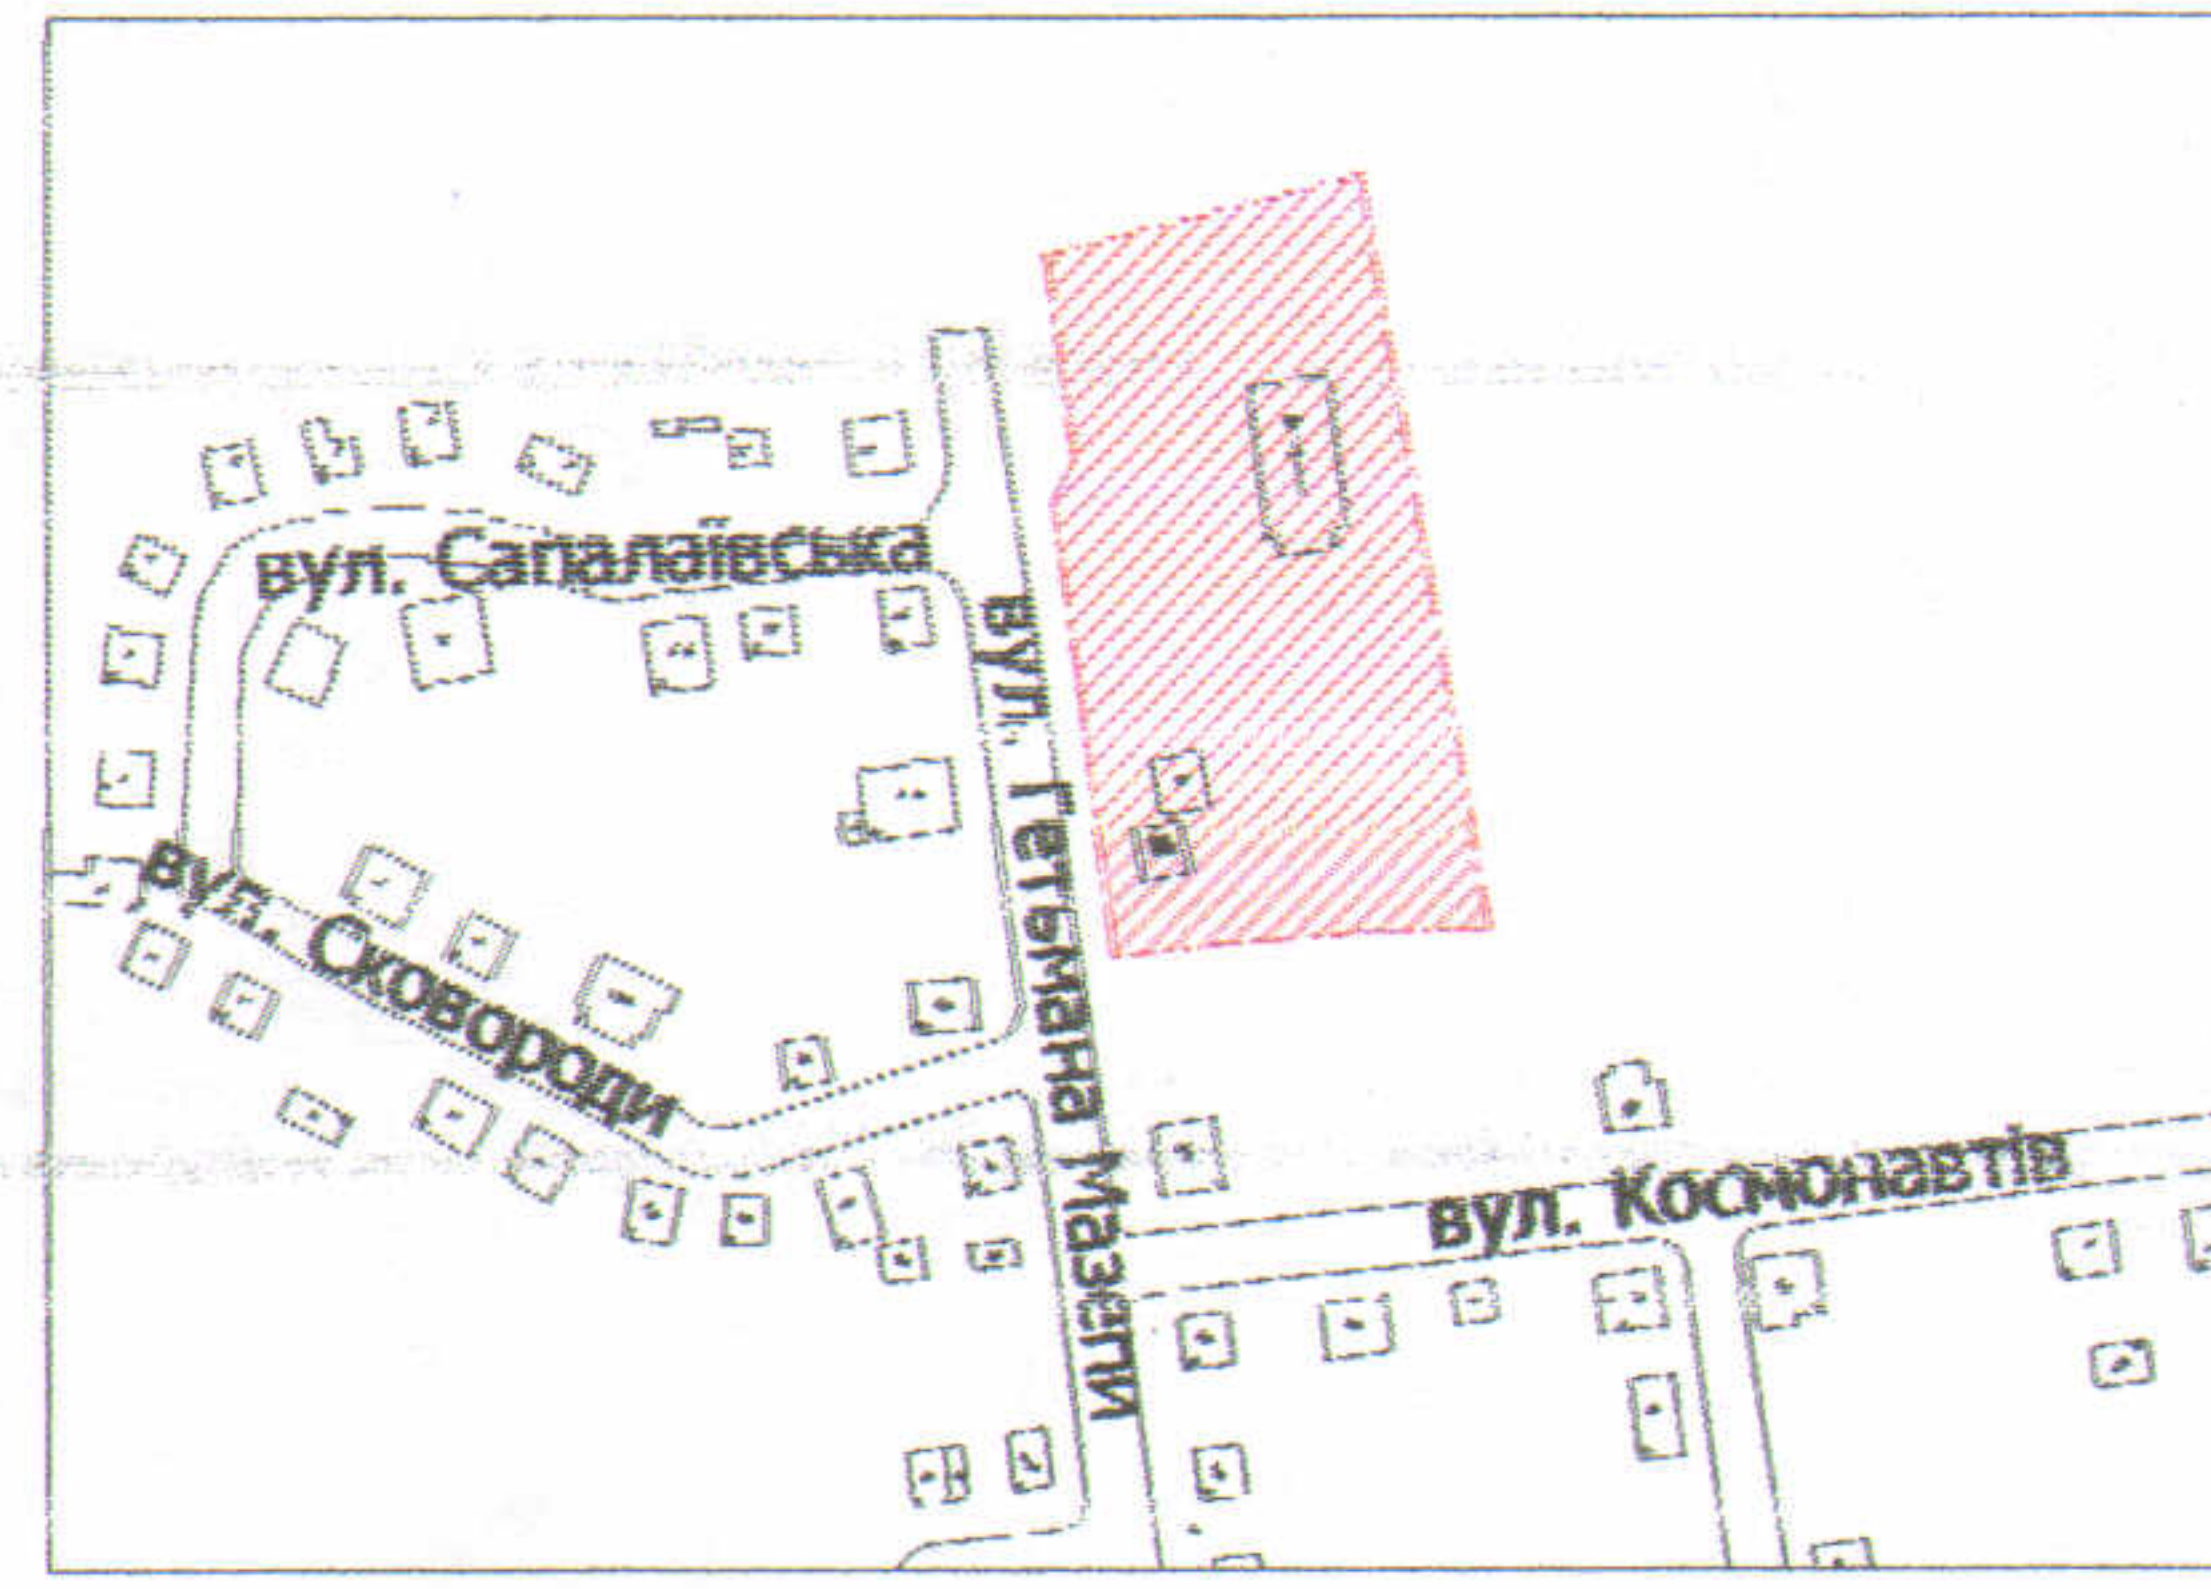 вул. Сапалаївська
вул. Гетьмана Мазепи
вул. Сковороди
вул. Космонавтів